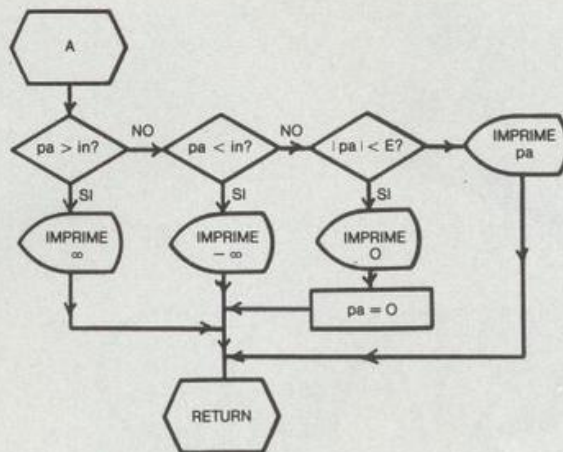 A
pa > in?
NO
pa < in?
NO
| pa | < E?
IMPRIME
pa
SI
SI
SI
IMPRIME
∞
IMPRIME
– ∞
IMPRIME
O
pa = O
RETURN